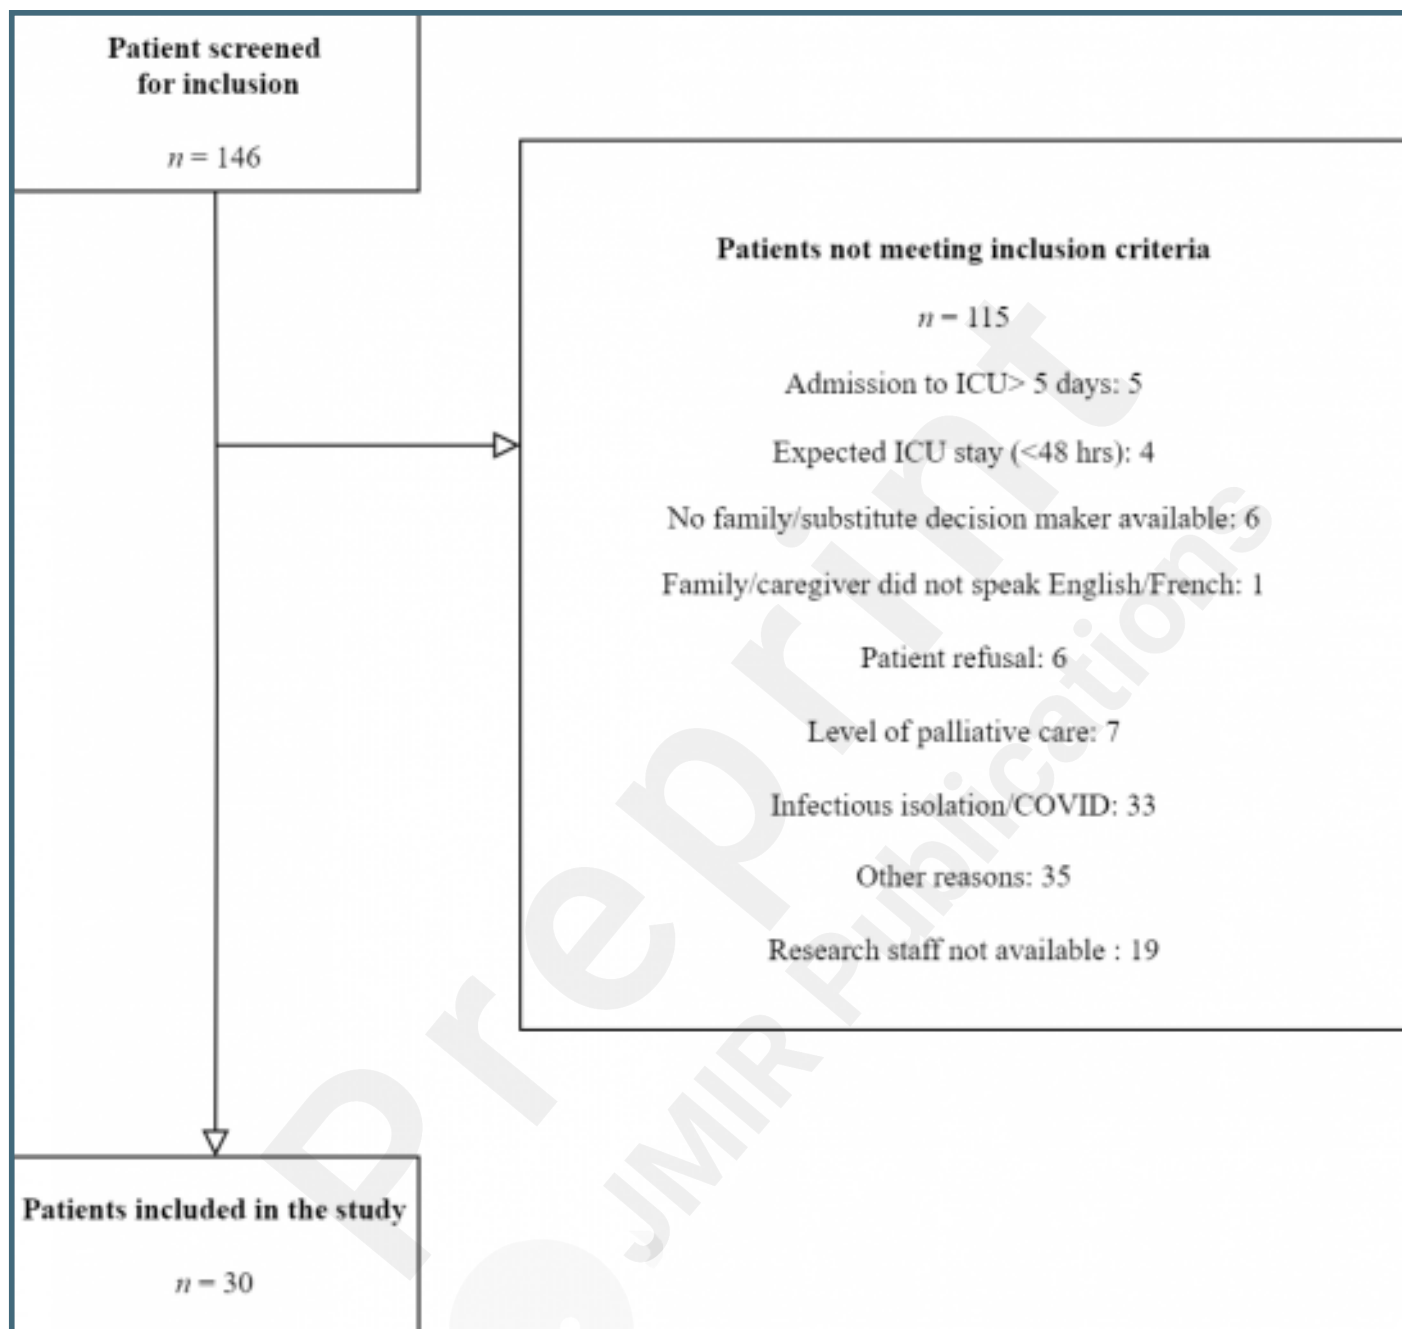 Patient screened
for inclusion
n = 146
Patients not meeting inclusion criteria
n = 115
Admission to ICU> 5 days: 5
Expected ICU stay (<48 hrs): 4
No family/substitute decision maker available: 6
Family/caregiver did not speak English/French: 1
Patient refusal: 6
Level of palliative care: 7
Infectious isolation/COVID: 33
Other reasons: 35
Research staff not available : 19
Patients included in the study
n = 30
Preprint
JMIR Publications